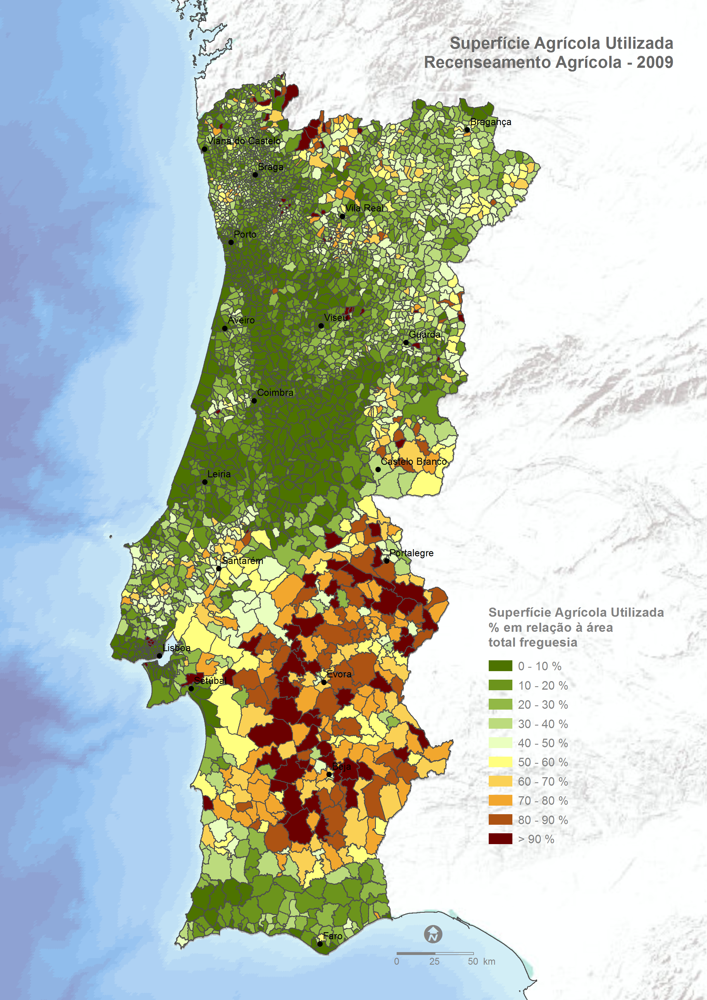 Superfície Agrícola Utilizada
Recenseamento Agrícola - 2009
Bragança
Viana do Castelo
Braga
Vila Real
Porto
Aveiro
Viseu
Guarda
Coimbra
Castelo Branco
Leiria
Portalegre
Santarém
Superfície Agrícola Utilizada
% em relação à área
total freguesia
Lisboa
0 - 10 %
Évora
Setúbal
10 - 20 %
20 - 30 %
30 - 40 %
40 - 50 %
50 - 60 %
Beja
60 - 70 %
70 - 80 %
80 - 90 %
> 90 %
N
Faro
0 25 50 km